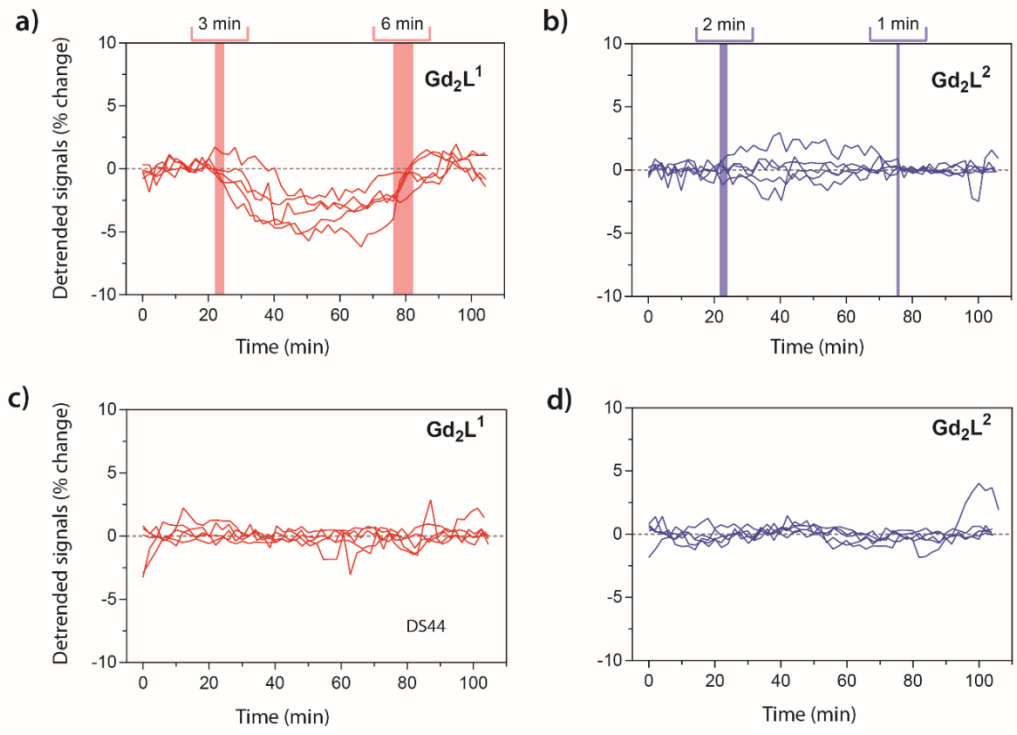 a)
3 min
6 min
Gd₂L¹
Detrended signals (% change)
10
5
0
-5
-10
0
20
40
60
80
100
Time (min)
b)
2 min
1 min
Gd₂L²
10
5
0
-5
-10
0
20
40
60
80
100
Time (min)
c)
Gd₂L¹
Detrended signals (% change)
10
5
0
-5
-10
DS44
0
20
40
60
80
100
Time (min)
d)
Gd₂L²
10
5
0
-5
-10
0
20
40
60
80
100
Time (min)